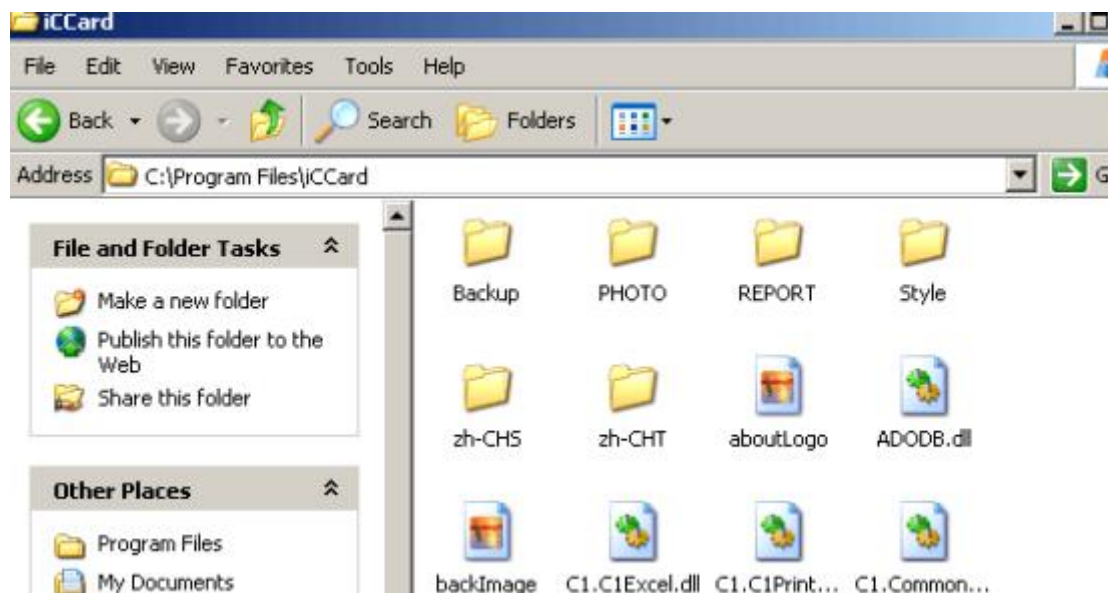 iCCard
File Edit View Favorites Tools Help
Back Search Folders
Address C:\Program Files\iCCard G
File and Folder Tasks
Make a new folder
Publish this folder to the
Web
Share this folder
Other Places
Program Files
My Documents
Backup PHOTO REPORT Style
zh-CHS zh-CHT aboutLogo ADODB.dll
backImage C1.C1Excel.dll C1.C1Print... C1.Common...